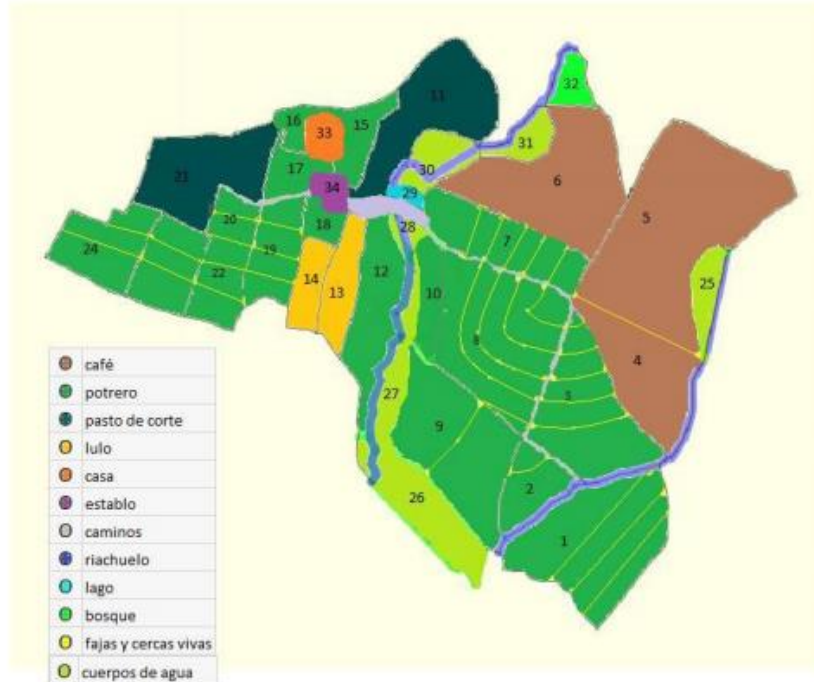 32
11
16
15
33
31
30
17
6
21
34
29
5
20
18
28
7
24
19
12
22
25
14
13
10
8
4
3
27
9
26
2
1
café
potrero
pasto de corte
lulo
casa
establo
caminos
riachuelo
lago
bosque
fajas y cercas vivas
cuerpos de agua